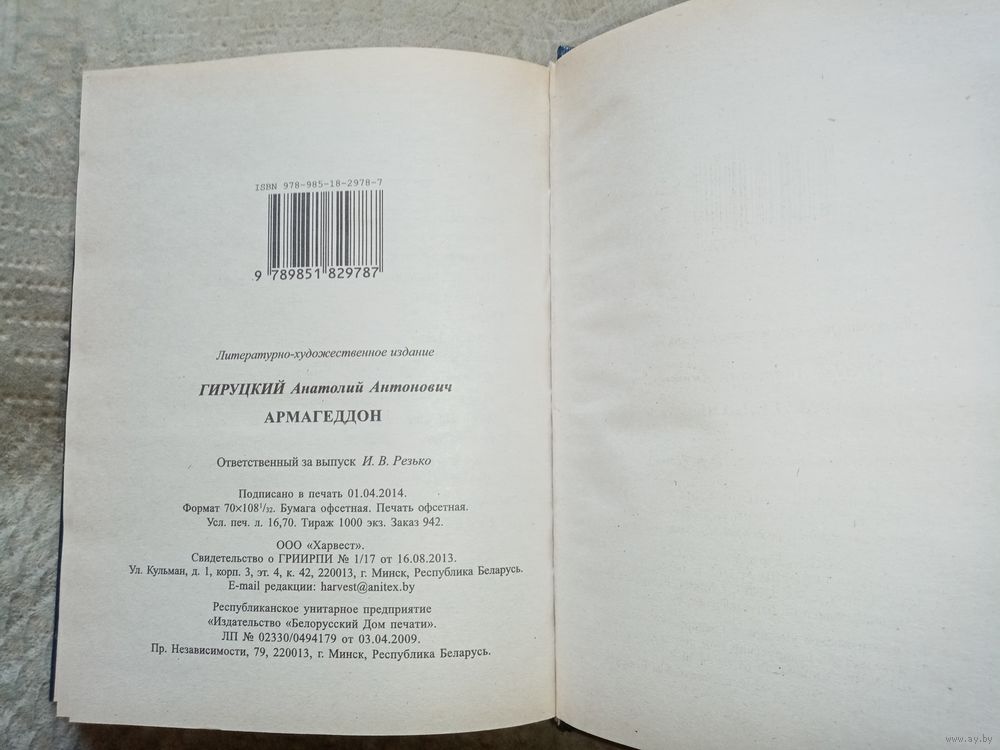 ISBN 978-985-18-2978-7
9 789851 829787
Литературно-художественное издание
ГИРУЦКИЙ Анатолий Антонович
АРМАГЕДДОН
Ответственный за выпуск И. В. Резько
Подписано в печать 01.04.2014.
Формат 70×108¹/₃₂. Бумага офсетная. Печать офсетная.
Усл. печ. л. 16,70. Тираж 1000 экз. Заказ 942.
ООО «Харвест».
Свидетельство о ГРИИРПИ № 1/17 от 16.08.2013.
Ул. Кульман, д. 1, корп. 3, эт. 4, к. 42, 220013, г. Минск, Республика Беларусь.
E-mail редакции: harvest@anitex.by
Республиканское унитарное предприятие
«Издательство «Белорусский Дом печати».
ЛП № 02330/0494179 от 03.04.2009.
Пр. Независимости, 79, 220013, г. Минск, Республика Беларусь.
www.ay.by